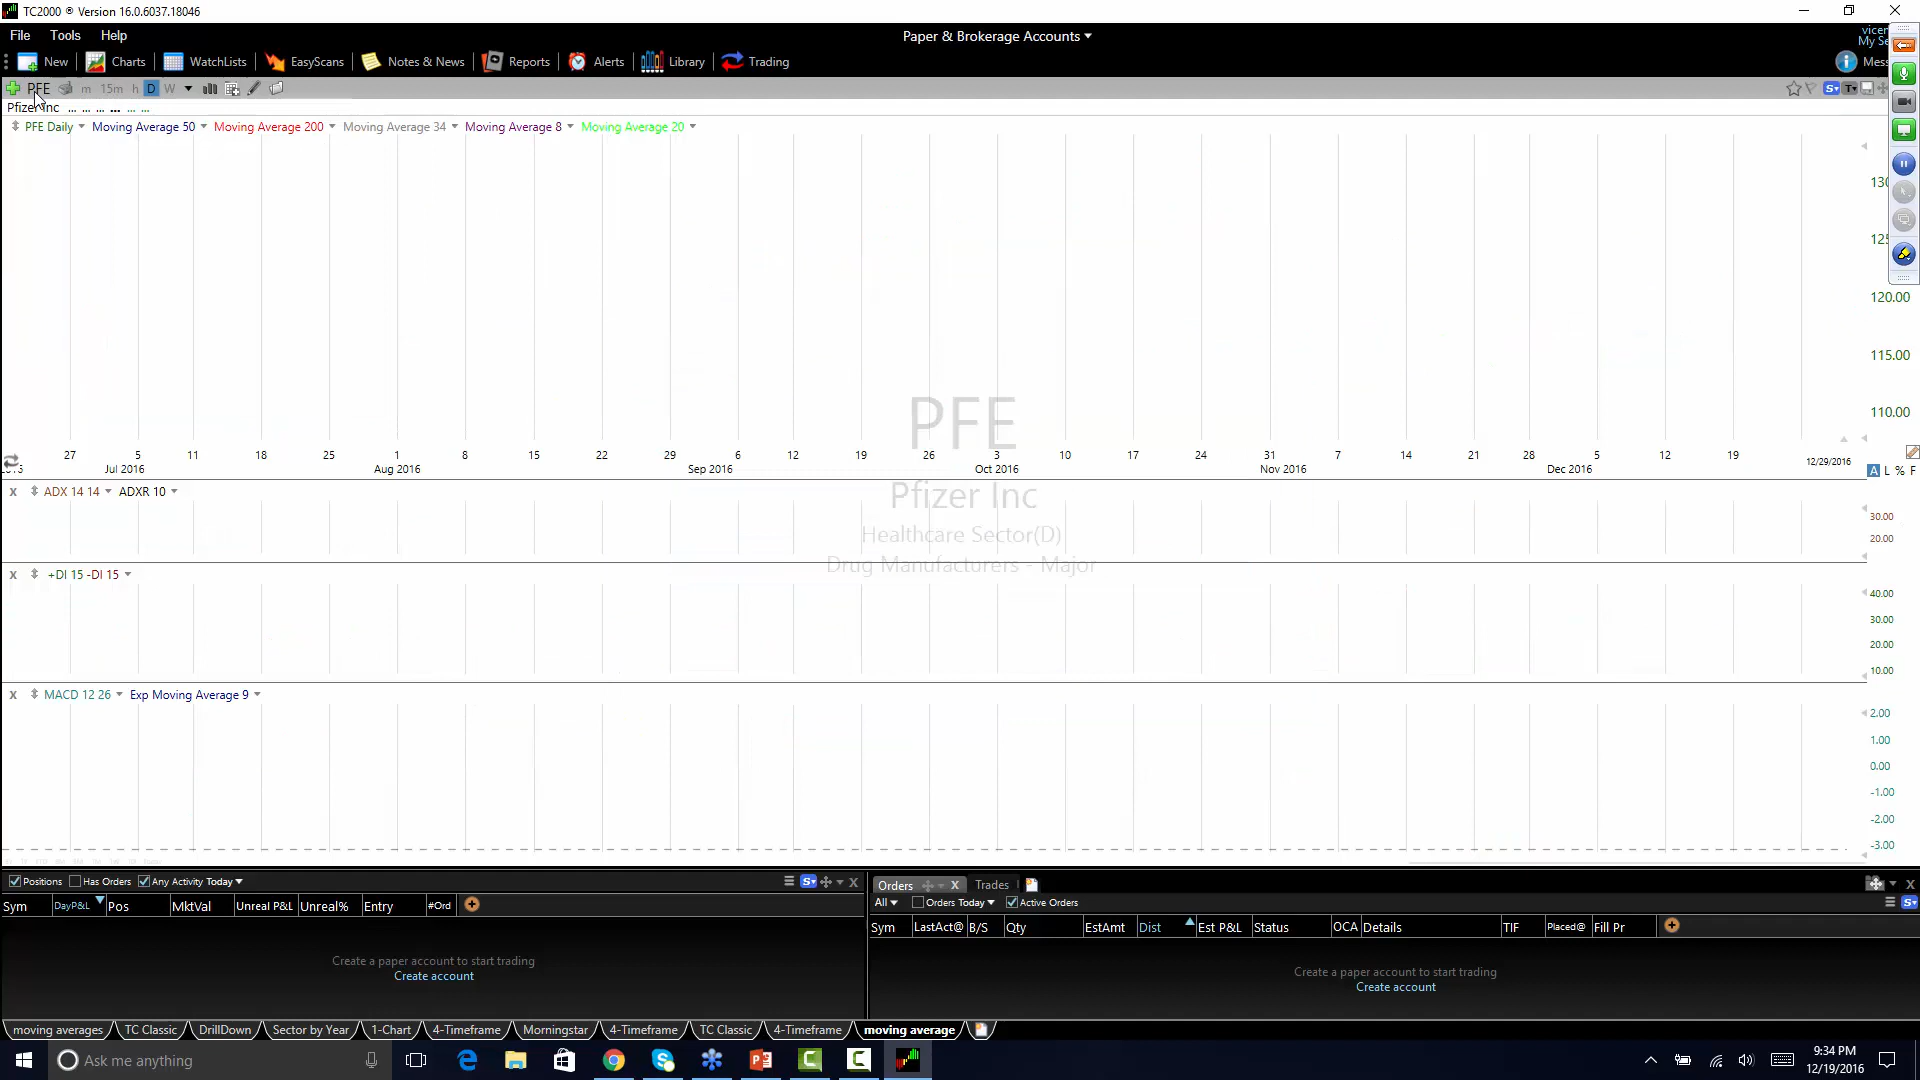 TC2000 ® Version 16.0.6037.18046
File Tools Help Paper & Brokerage Accounts
New Charts WatchLists EasyScans Notes & News Reports Alerts Library Trading
PFE m 15m h D W
Pfizer Inc ... ... ... ... ... ...
PFE Daily Moving Average 50 Moving Average 200 Moving Average 34 Moving Average 8 Moving Average 20
120.00
115.00
110.00
PFE
27 5 11 18 25 1 8 15 22 29 6 12 19 26 3 10 17 24 31 7 14 21 28 5 12 19 12/29/2016
Jul 2016 Aug 2016 Sep 2016 Oct 2016 Nov 2016 Dec 2016
A L % F
ADX 14 14 ADXR 10
Pfizer Inc
Healthcare Sector(D)
Drug Manufacturers - Major
30.00
20.00
+DI 15 -DI 15
40.00
30.00
20.00
10.00
MACD 12 26 Exp Moving Average 9
2.00
1.00
0.00
-1.00
-2.00
-3.00
Positions Has Orders Any Activity Today
Sym DayP&L Pos MktVal Unreal P&L Unreal% Entry #Ord
Create a paper account to start trading
Create account
Orders Trades
All Orders Today Active Orders
Sym LastAct@ B/S Qty EstAmt Dist Est P&L Status OCA Details TIF Placed@ Fill Pr
Create a paper account to start trading
Create account
moving averages TC Classic DrillDown Sector by Year 1-Chart 4-Timeframe Morningstar 4-Timeframe TC Classic 4-Timeframe moving average
Ask me anything
9:34 PM
12/19/2016